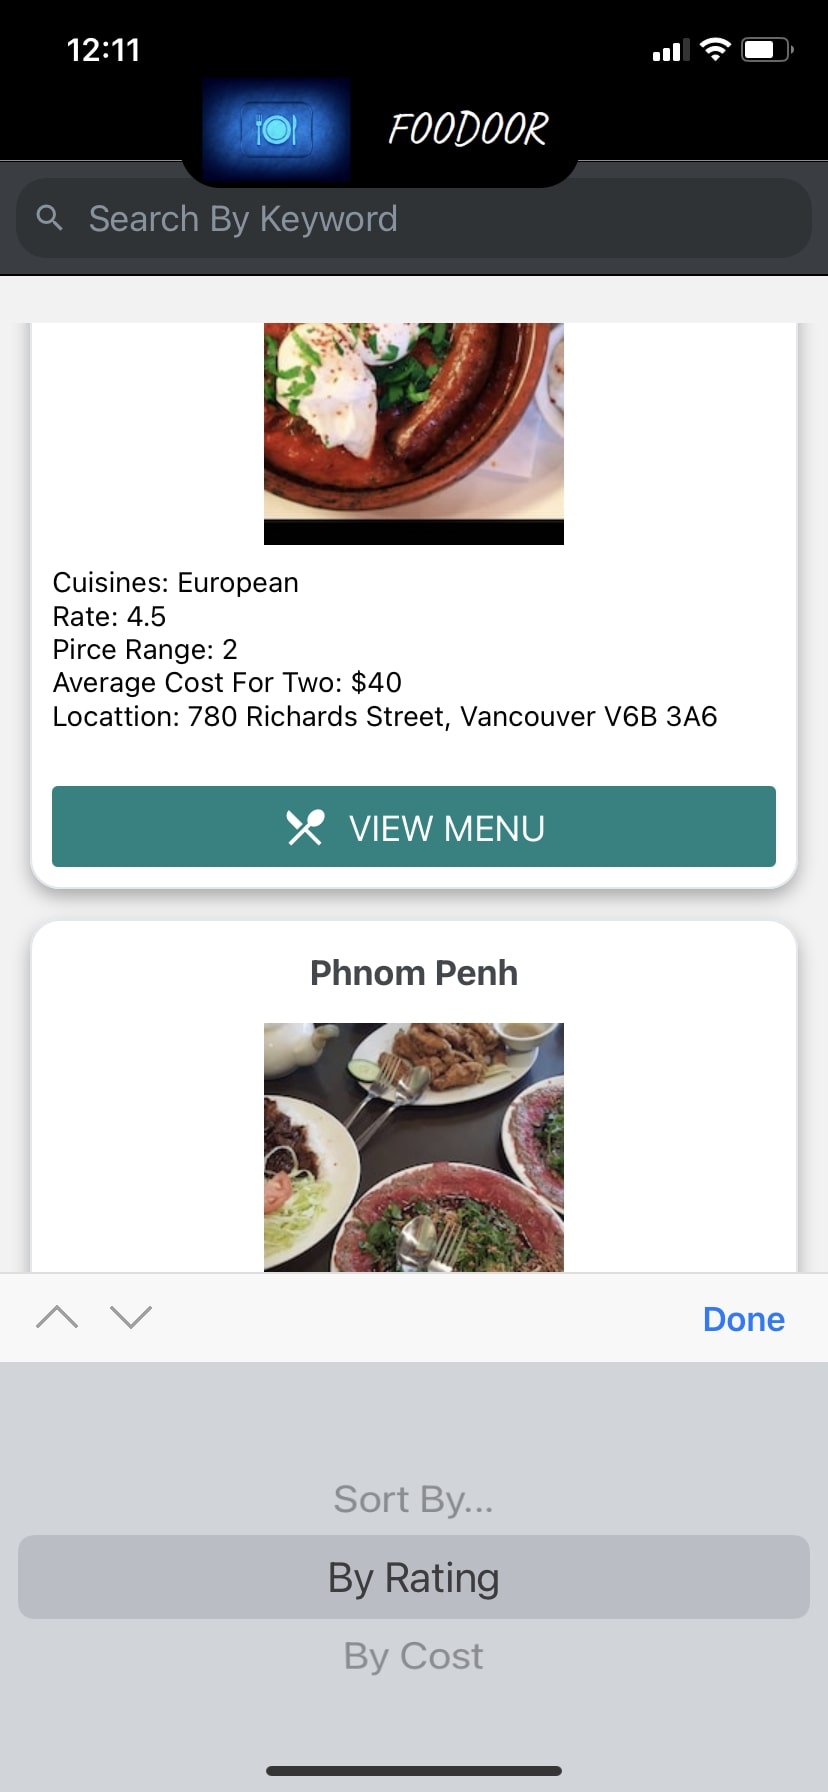 12:11
FOODOOR
Search By Keyword
Cuisines: European
Rate: 4.5
Pirce Range: 2
Average Cost For Two: $40
Locattion: 780 Richards Street, Vancouver V6B 3A6
VIEW MENU
Phnom Penh
Done
Sort By...
By Rating
By Cost